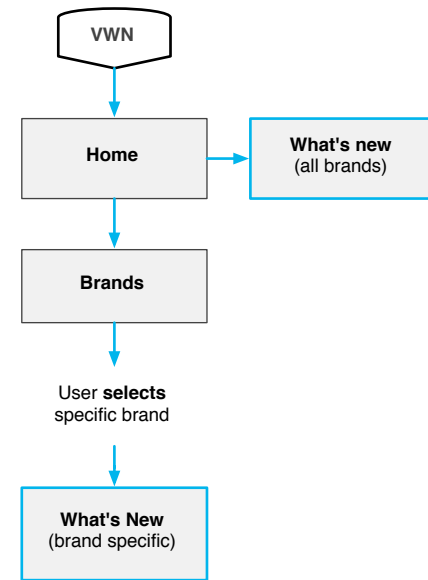 VWN
Home
What's new
(all brands)
Brands
User selects
specific brand
What's New
(brand specific)